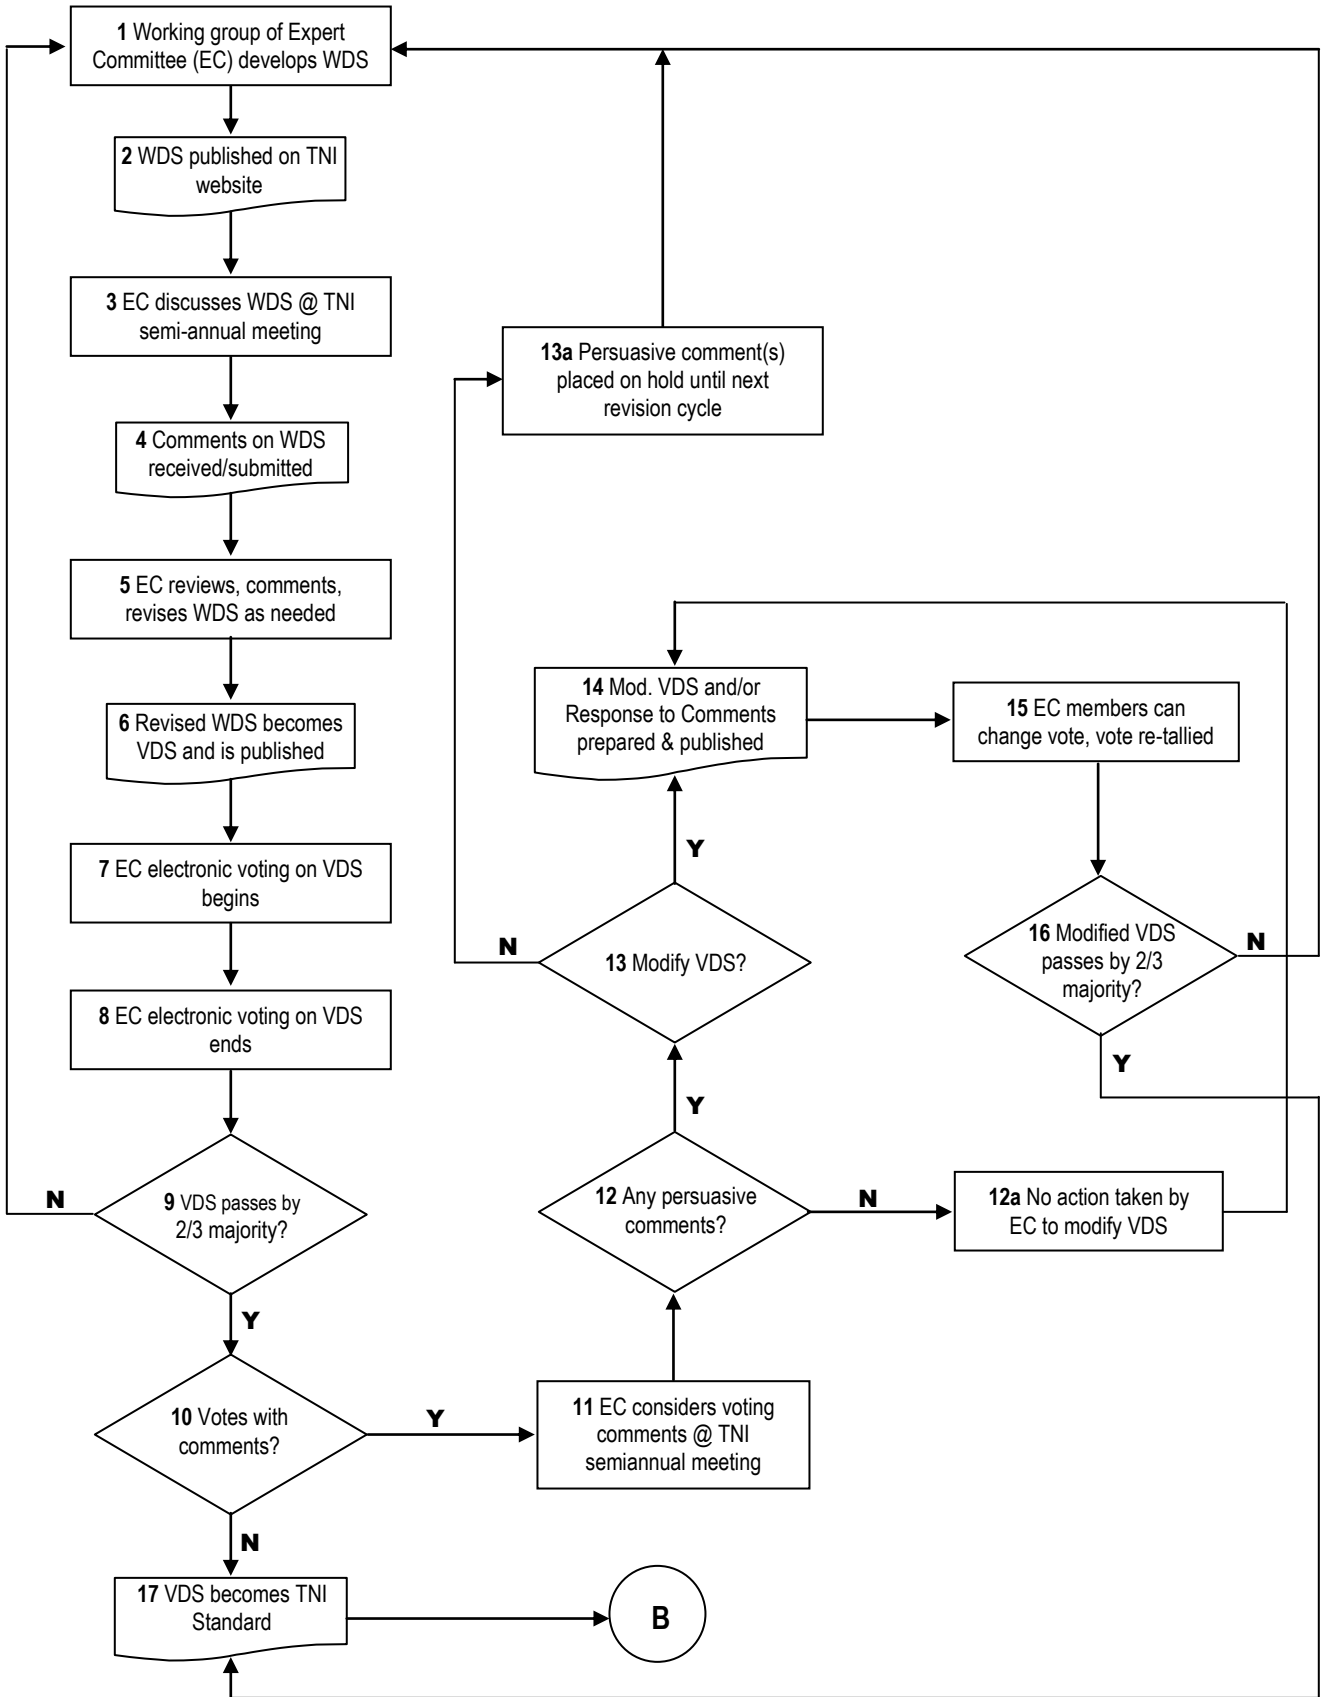 1 Working group of Expert
Committee (EC) develops WDS
2 WDS published on TNI
website
3 EC discusses WDS @ TNI
semi-annual meeting
4 Comments on WDS
received/submitted
5 EC reviews, comments,
revises WDS as needed
6 Revised WDS becomes
VDS and is published
7 EC electronic voting on VDS
begins
8 EC electronic voting on VDS
ends
9 VDS passes by
2/3 majority?
N
Y
10 Votes with
comments?
Y
N
11 EC considers voting
comments @ TNI
semiannual meeting
12 Any persuasive
comments?
N
Y
12a No action taken by
EC to modify VDS
13 Modify VDS?
N
Y
13a Persuasive comment(s)
placed on hold until next
revision cycle
14 Mod. VDS and/or
Response to Comments
prepared & published
15 EC members can
change vote, vote re-tallied
16 Modified VDS
passes by 2/3
majority?
N
Y
17 VDS becomes TNI
Standard
B